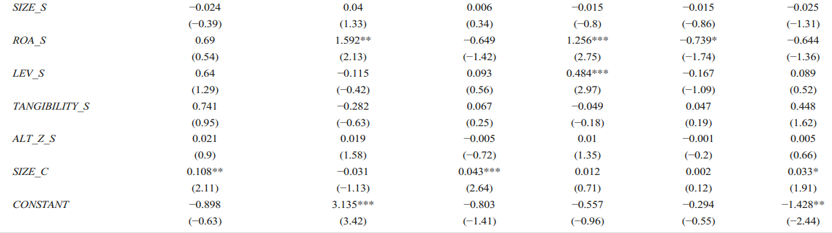 SIZE_S −0.024 0.04 0.006 −0.015 −0.015 −0.025
(−0.39) (1.33) (0.34) (−0.8) (−0.86) (−1.31)
ROA_S 0.69 1.592** −0.649 1.256*** −0.739* −0.644
(0.54) (2.13) (−1.42) (2.75) (−1.74) (−1.36)
LEV_S 0.64 −0.115 0.093 0.484*** −0.167 0.089
(1.29) (−0.42) (0.56) (2.97) (−1.09) (0.52)
TANGIBILITY_S 0.741 −0.282 0.067 −0.049 0.047 0.448
(0.95) (−0.63) (0.25) (−0.18) (0.19) (1.62)
ALT_Z_S 0.021 0.019 −0.005 0.01 −0.001 0.005
(0.9) (1.58) (−0.72) (1.35) (−0.2) (0.66)
SIZE_C 0.108** −0.031 0.043*** 0.012 0.002 0.033*
(2.11) (−1.13) (2.64) (0.71) (0.12) (1.91)
CONSTANT −0.898 3.135*** −0.803 −0.557 −0.294 −1.428**
(−0.63) (3.42) (−1.41) (−0.96) (−0.55) (−2.44)